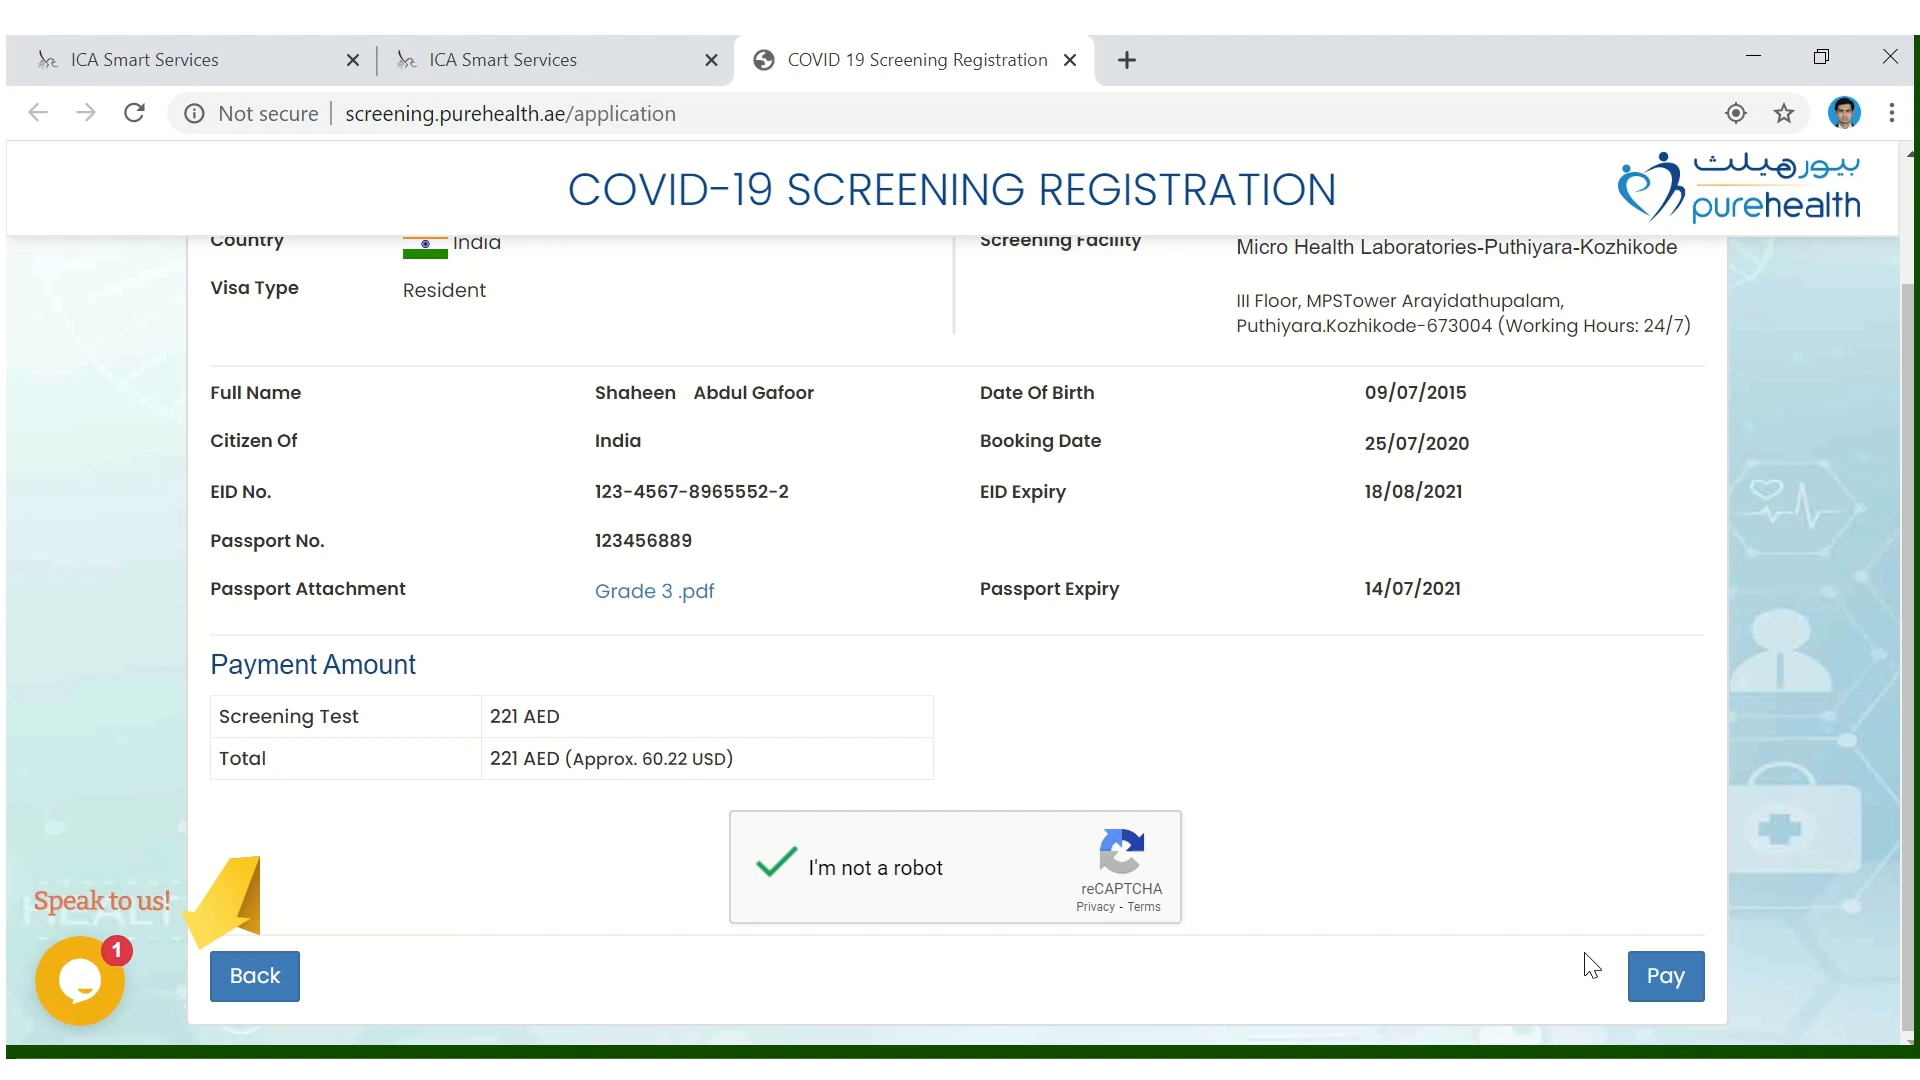 ICA Smart Services
ICA Smart Services
COVID 19 Screening Registration
Not secure
screening.purehealth.ae/application
COVID-19 SCREENING REGISTRATION
بيورهيلث
purehealth
Country India
Screening Facility Micro Health Laboratories-Puthiyara-Kozhikode
Visa Type Resident
III Floor, MPSTower Arayidathupalam,
Puthiyara.Kozhikode-673004 (Working Hours: 24/7)
Full Name Shaheen Abdul Gafoor Date Of Birth 09/07/2015
Citizen Of India Booking Date 25/07/2020
EID No. 123-4567-8965552-2 EID Expiry 18/08/2021
Passport No. 123456889
Passport Attachment Grade 3 .pdf Passport Expiry 14/07/2021
Payment Amount
Screening Test 221 AED
Total 221 AED (Approx. 60.22 USD)
I'm not a robot
reCAPTCHA
Privacy - Terms
Speak to us!
1
Back
Pay